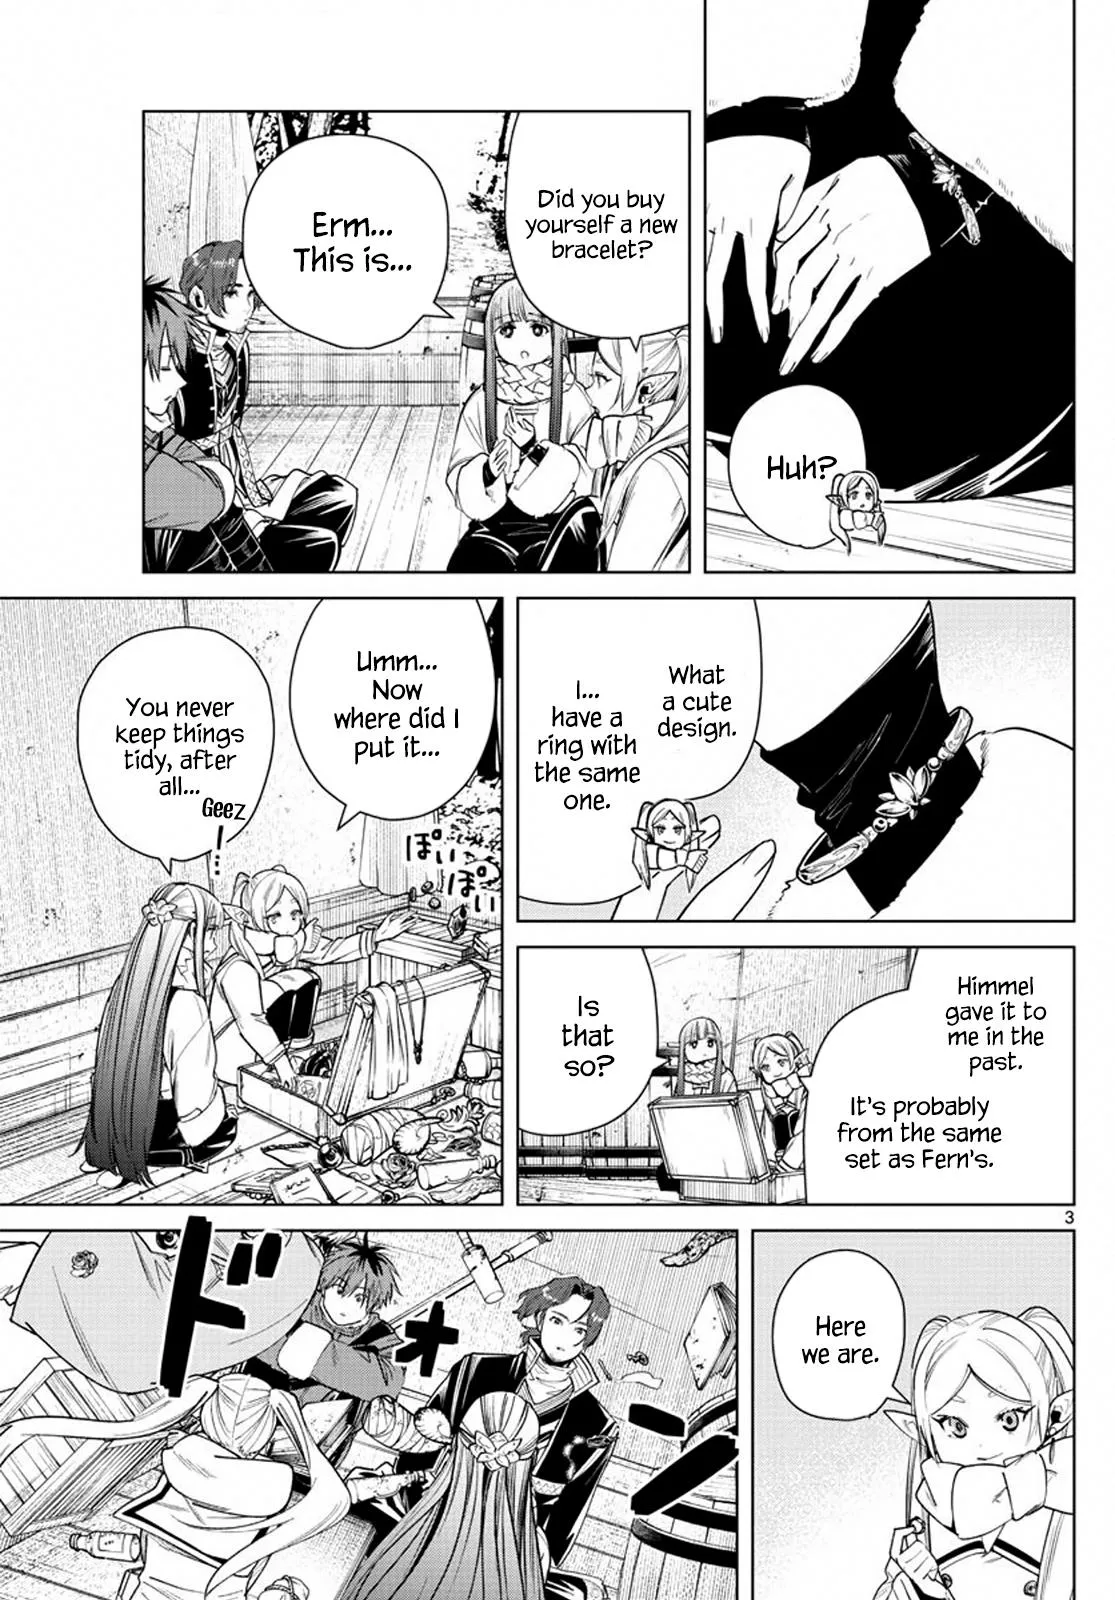 Huh?
Did you buy
yourself a new
bracelet?
Erm...
This is...
What
a cute
design.
I...
have a
ring with
the same
one.
Umm...
Now
where did I
put it...
You never
keep things
tidy, after
all...
Geez
ぽいぽい
Himmel
gave it to
me in the
past.
It's probably
from the same
set as Fern's.
Is
that
so?
3
Here
we are.
ドォーン